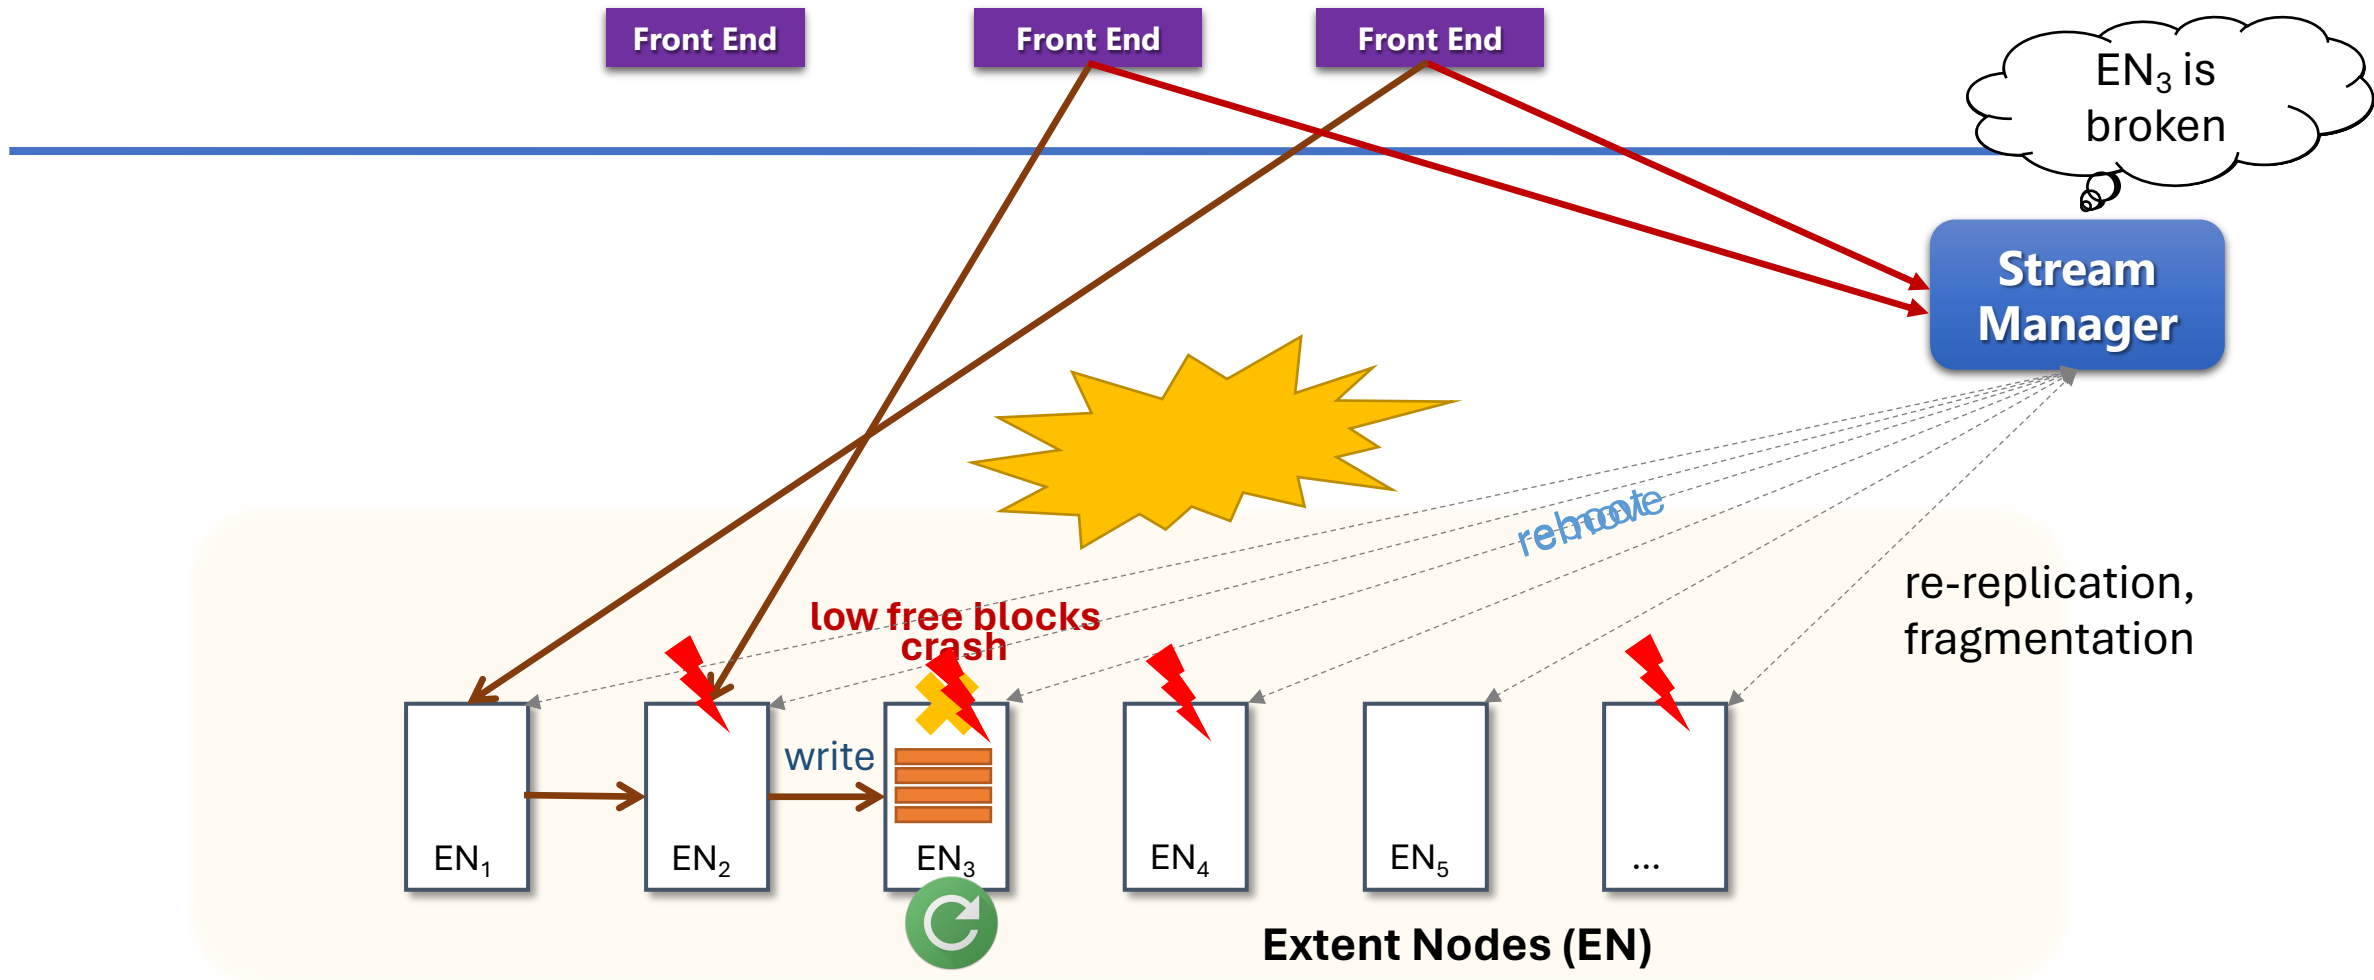 Front End
Front End
Front End
EN₃ is
broken
Stream
Manager
re-replication,
fragmentation
low free blocks
crash
write
EN₁
EN₂
EN₃
EN₄
EN₅
...
Extent Nodes (EN)